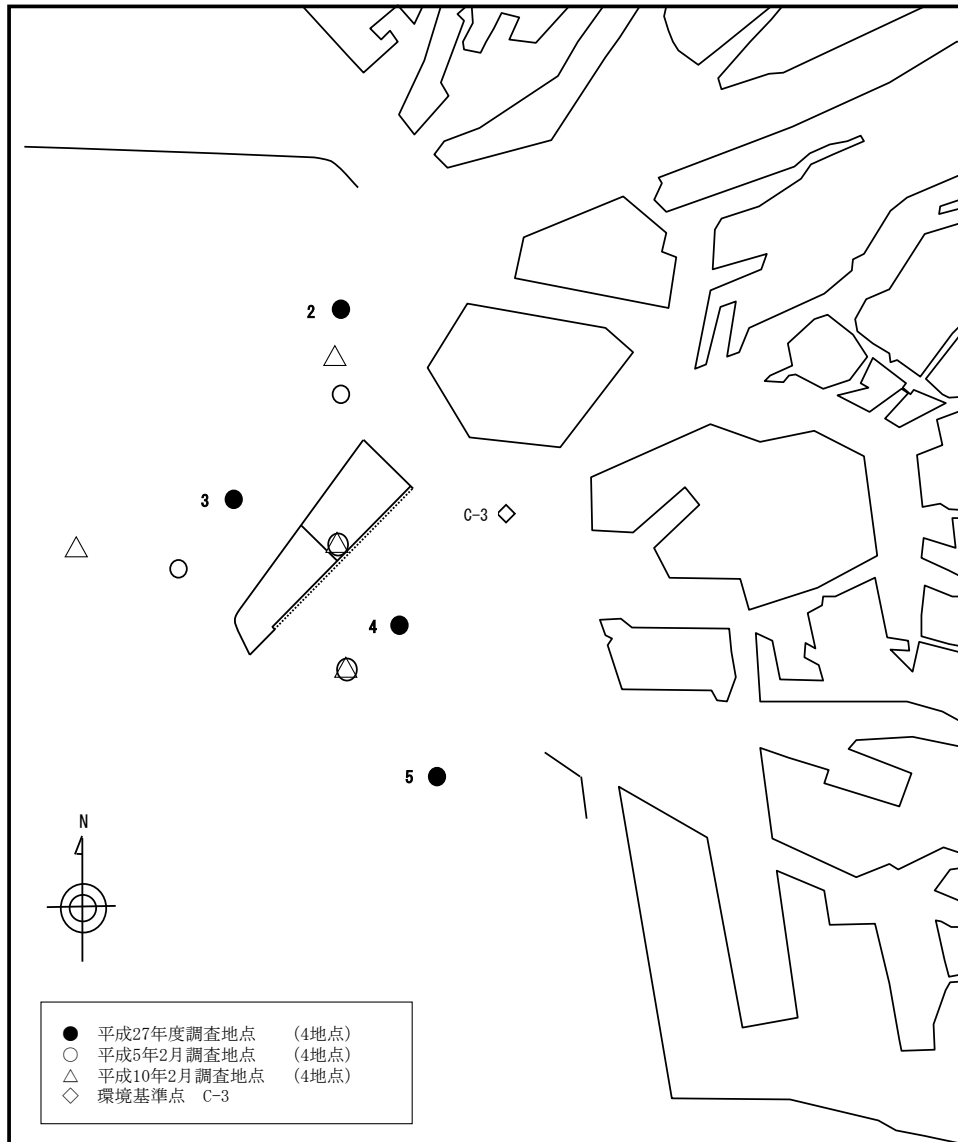 2
3
C-3
4
5
N
● 平成27年度調査地点 (4地点)
○ 平成5年2月調査地点 (4地点)
△ 平成10年2月調査地点 (4地点)
◇ 環境基準点 C-3